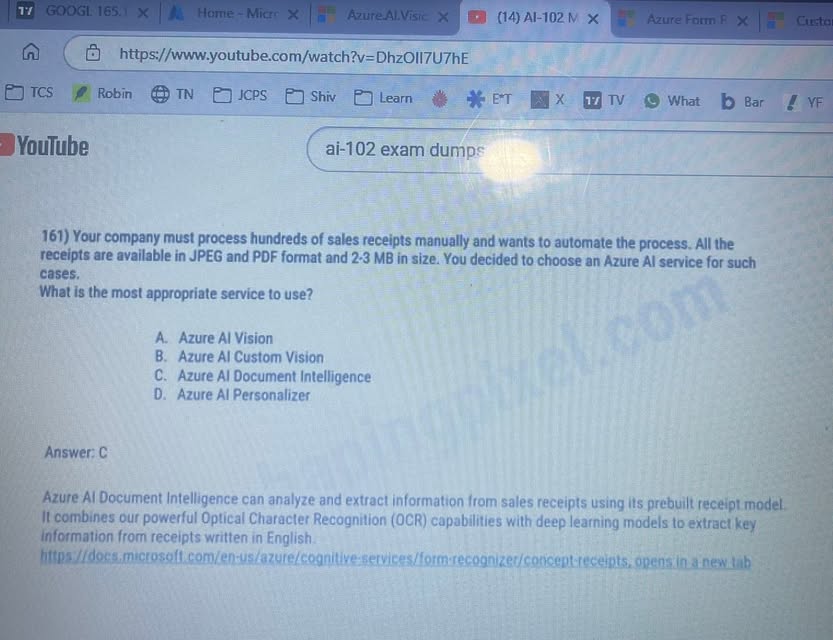 GOOGL 165.1
Home - Micro
Azure.AI.Visic
(14) AI-102 M
Azure Form R
Custo
https://www.youtube.com/watch?v=DhzOlI7U7hE
TCS Robin TN JCPS Shiv Learn E*T X TV What Bar YF
YouTube
ai-102 exam dumps
161) Your company must process hundreds of sales receipts manually and wants to automate the process. All the
receipts are available in JPEG and PDF format and 2-3 MB in size. You decided to choose an Azure AI service for such
cases.
What is the most appropriate service to use?
A. Azure AI Vision
B. Azure AI Custom Vision
C. Azure AI Document Intelligence
D. Azure AI Personalizer
Answer: C
Azure AI Document Intelligence can analyze and extract information from sales receipts using its prebuilt receipt model.
It combines our powerful Optical Character Recognition (OCR) capabilities with deep learning models to extract key
information from receipts written in English.
https://docs.microsoft.com/en-us/azure/cognitive-services/form-recognizer/concept-receipts, opens in a new tab